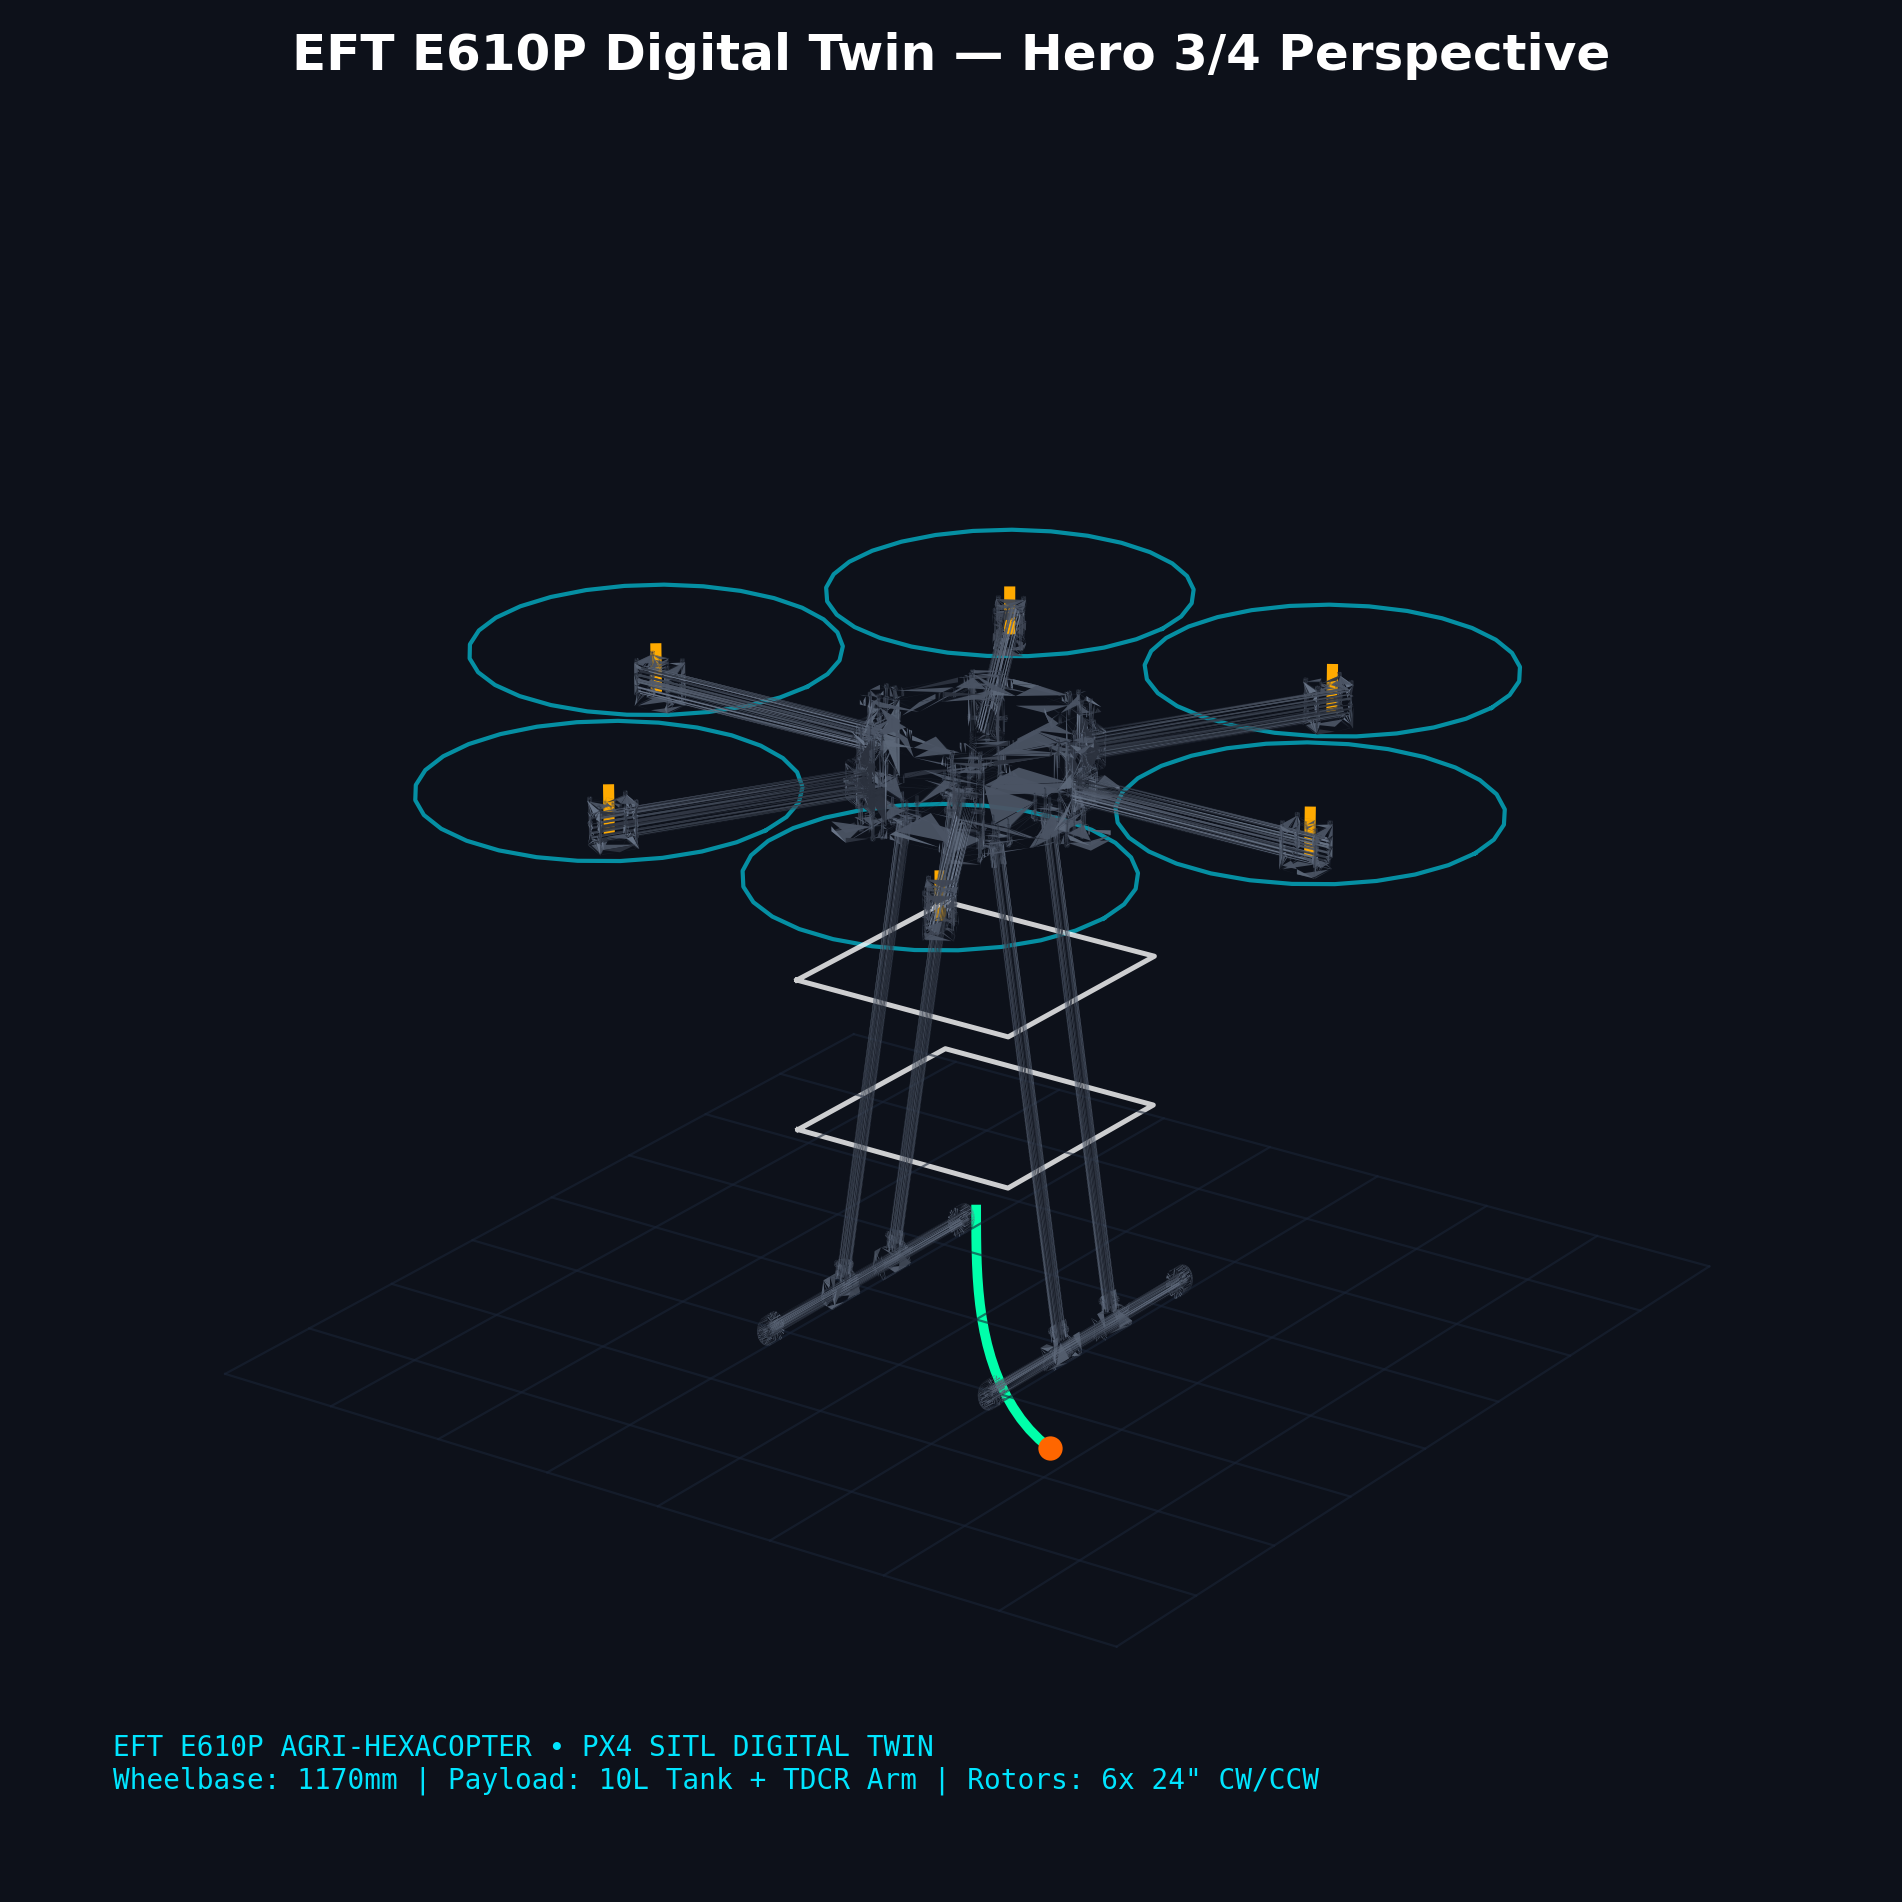 EFT E610P Digital Twin — Hero 3/4 Perspective
EFT E610P AGRI-HEXACOPTER • PX4 SITL DIGITAL TWIN
Wheelbase: 1170mm | Payload: 10L Tank + TDCR Arm | Rotors: 6x 24" CW/CCW